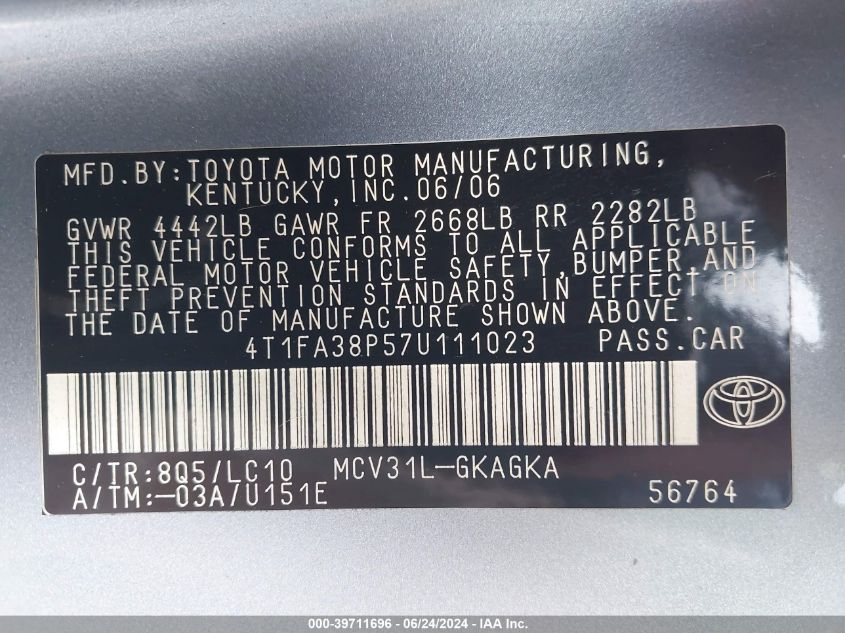 MFD.BY:TOYOTA MOTOR MANUFACTURING,
KENTUCKY,INC.06/06
GVWR 4442LB GAWR FR 2668LB RR 2282LB
THIS VEHICLE CONFORMS TO ALL APPLICABLE
FEDERAL MOTOR VEHICLE SAFETY,BUMPER,AND
THEFT PREVENTION STANDARDS IN EFFECT ON
THE DATE OF MANUFACTURE SHOWN ABOVE.
4T1FA38P57U111023 PASS.CAR
C/TR:8Q5/LC10 MCV31L-GKAGKA
A/TM:-03A/U151E 56764
000-39711696 - 06/24/2024 - IAA Inc.